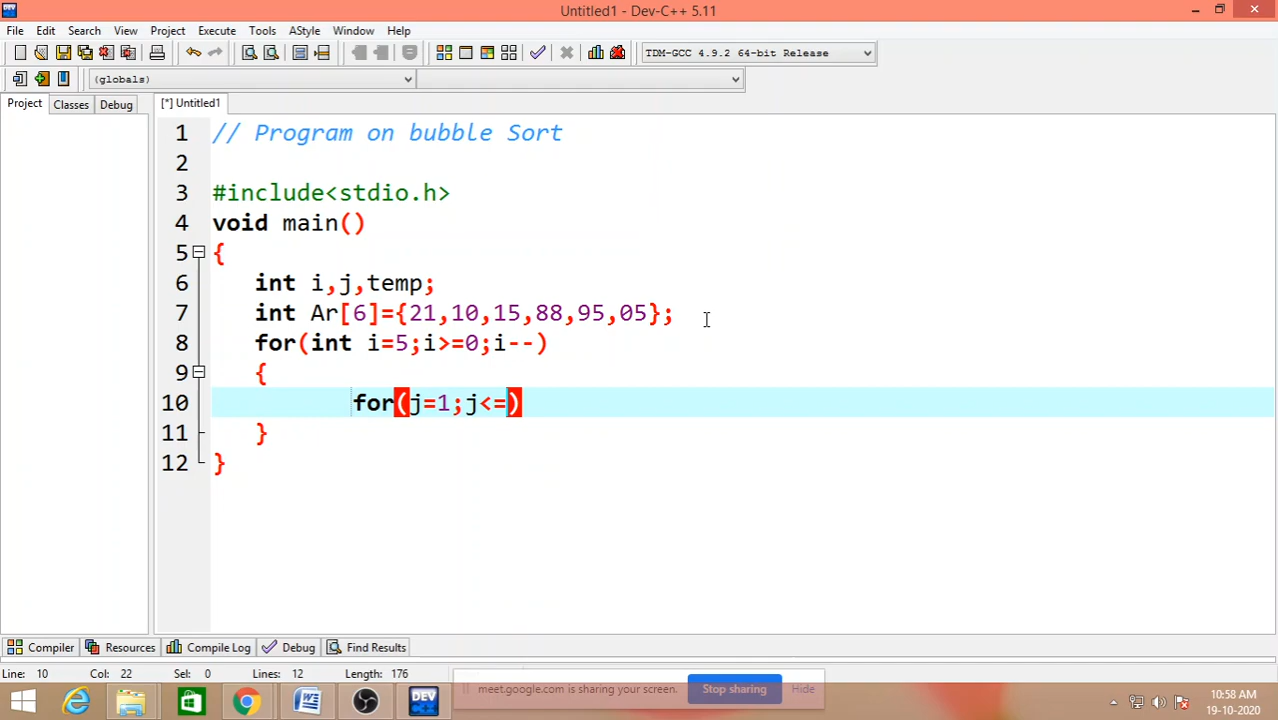 Untitled1 - Dev-C++ 5.11
File Edit Search View Project Execute Tools AStyle Window Help
TDM-GCC 4.9.2 64-bit Release
(globals)
Project Classes Debug [*] Untitled1
1 // Program on bubble Sort
2
3 #include<stdio.h>
4 void main()
5 {
6 int i,j,temp;
7 int Ar[6]={21,10,15,88,95,05};
8 for(int i=5;i>=0;i--)
9 {
10 for(j=1;j<=)
11 }
12 }
Compiler Resources Compile Log Debug Find Results
Line: 10 Col: 22 Sel: 0 Lines: 12 Length: 176
meet.google.com is sharing your screen. Stop sharing Hide
DEV C++
10:58 AM
19-10-2020